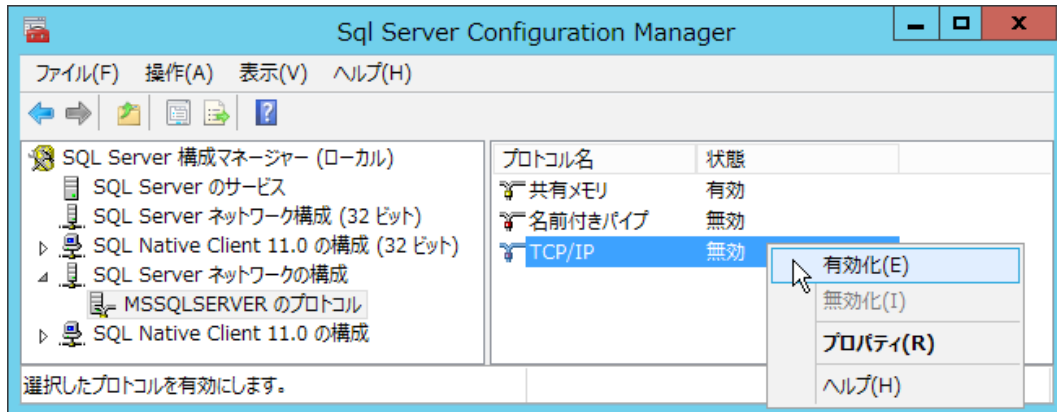 Sql Server Configuration Manager
ファイル(F) 操作(A) 表示(V) ヘルプ(H)
SQL Server 構成マネージャー (ローカル)
SQL Server のサービス
SQL Server ネットワーク構成 (32 ビット)
SQL Native Client 11.0 の構成 (32 ビット)
SQL Server ネットワークの構成
MSSQLSERVER のプロトコル
SQL Native Client 11.0 の構成
プロトコル名 状態
共有メモリ 有効
名前付きパイプ 無効
TCP/IP 無効
有効化(E)
無効化(I)
プロパティ(R)
ヘルプ(H)
選択したプロトコルを有効にします。